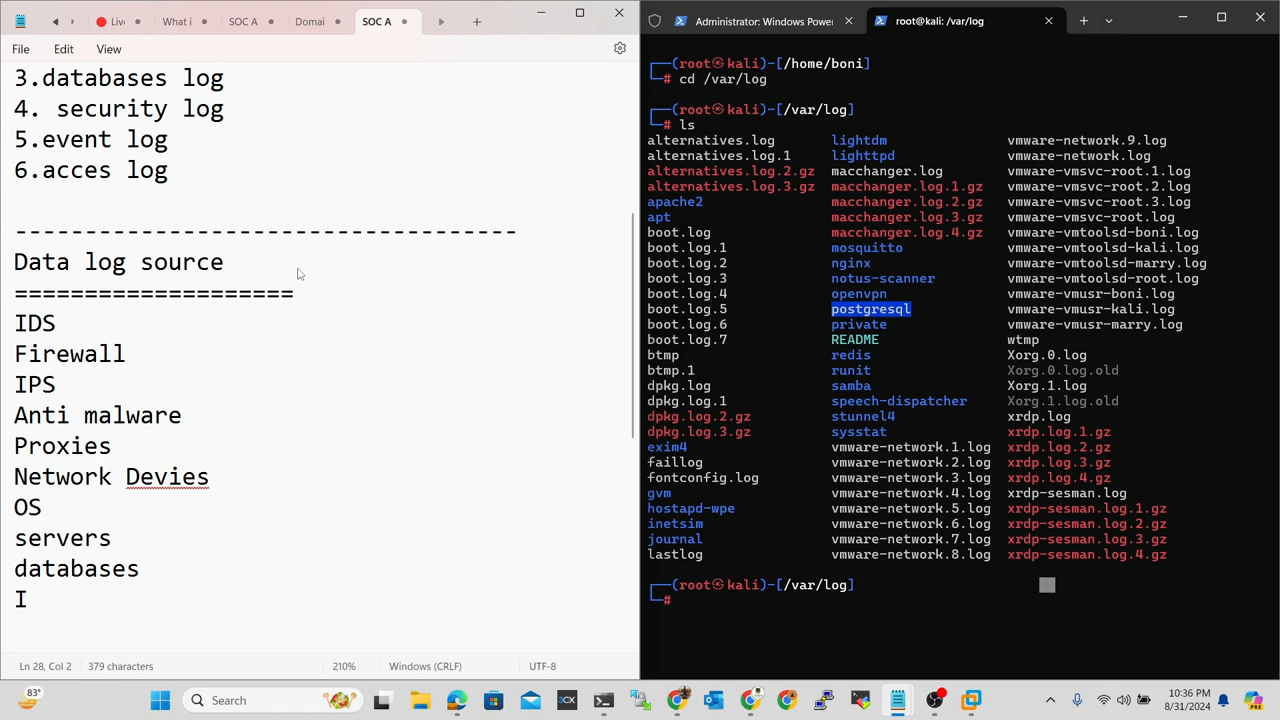 Live
What.i
SOC A
Domai
SOC A
File Edit View
3.databases log
4. security log
5.event log
6.acces log
------------------------------------
Data log source
====================
IDS
Firewall
IPS
Anti malware
Proxies
Network Devies
OS
servers
databases
I
Ln 28, Col 2 379 characters 210% Windows (CRLF) UTF-8
Administrator: Windows Power
root@kali: /var/log
┌──(root㉿kali)-[/home/boni]
└─# cd /var/log
┌──(root㉿kali)-[/var/log]
└─# ls
alternatives.log lightdm vmware-network.9.log
alternatives.log.1 lighttpd vmware-network.log
alternatives.log.2.gz macchanger.log vmware-vmsvc-root.1.log
alternatives.log.3.gz macchanger.log.1.gz vmware-vmsvc-root.2.log
apache2 macchanger.log.2.gz vmware-vmsvc-root.3.log
apt macchanger.log.3.gz vmware-vmsvc-root.log
boot.log macchanger.log.4.gz vmware-vmtoolsd-boni.log
boot.log.1 mosquitto vmware-vmtoolsd-kali.log
boot.log.2 nginx vmware-vmtoolsd-marry.log
boot.log.3 notus-scanner vmware-vmtoolsd-root.log
boot.log.4 openvpn vmware-vmusr-boni.log
boot.log.5 postgresql vmware-vmusr-kali.log
boot.log.6 private vmware-vmusr-marry.log
boot.log.7 README wtmp
btmp redis Xorg.0.log
btmp.1 runit Xorg.0.log.old
dpkg.log samba Xorg.1.log
dpkg.log.1 speech-dispatcher Xorg.1.log.old
dpkg.log.2.gz stunnel4 xrdp.log
dpkg.log.3.gz sysstat xrdp.log.1.gz
exim4 vmware-network.1.log xrdp.log.2.gz
faillog vmware-network.2.log xrdp.log.3.gz
fontconfig.log vmware-network.3.log xrdp.log.4.gz
gvm vmware-network.4.log xrdp-sesman.log
hostapd-wpe vmware-network.5.log xrdp-sesman.log.1.gz
inetsim vmware-network.6.log xrdp-sesman.log.2.gz
journal vmware-network.7.log xrdp-sesman.log.3.gz
lastlog vmware-network.8.log xrdp-sesman.log.4.gz
┌──(root㉿kali)-[/var/log]
└─#
83°
Search
10:36 PM
8/31/2024